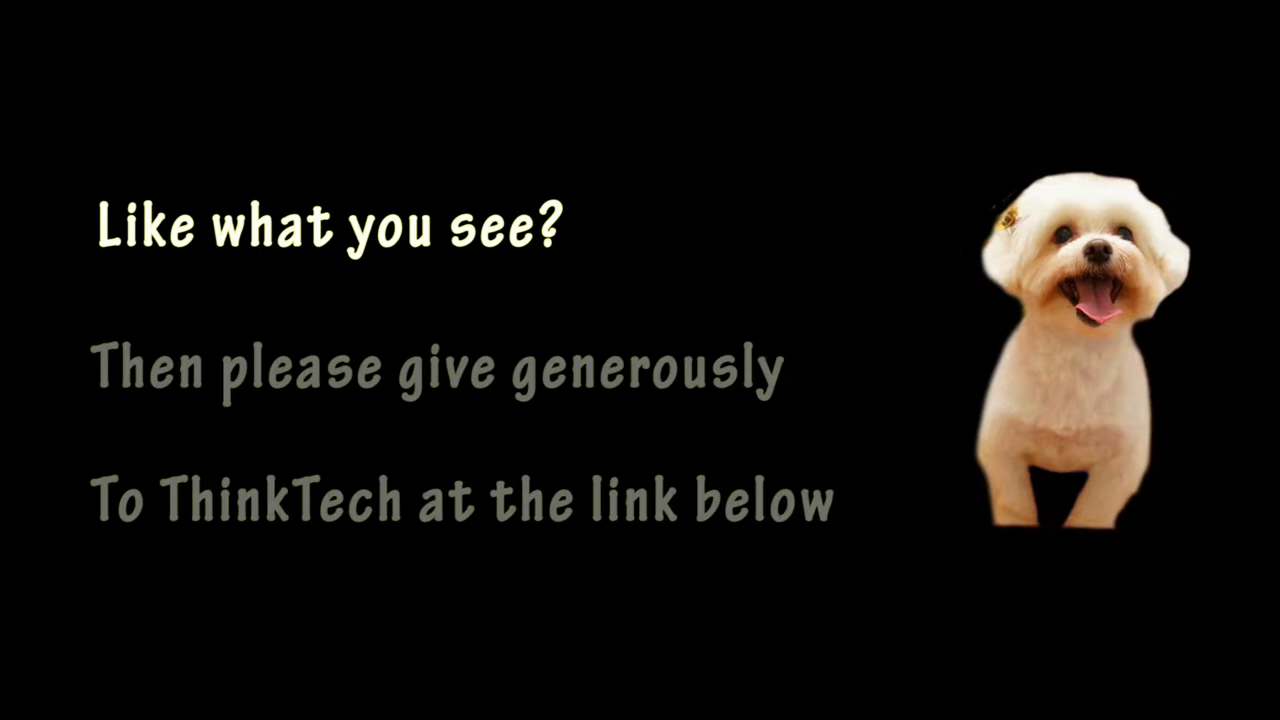 Like what you see?
Then please give generously
To ThinkTech at the link below